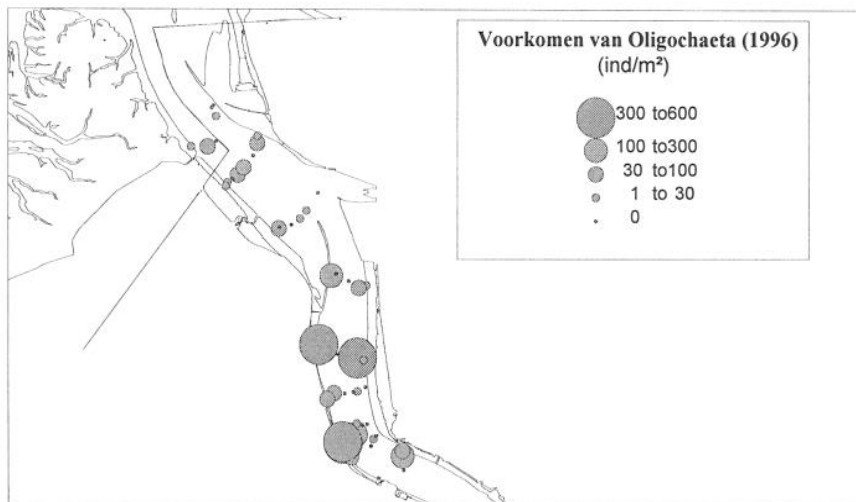 Voorkomen van Oligochaeta (1996)
(ind/m²)
300 to600
100 to300
30 to100
1 to 30
0